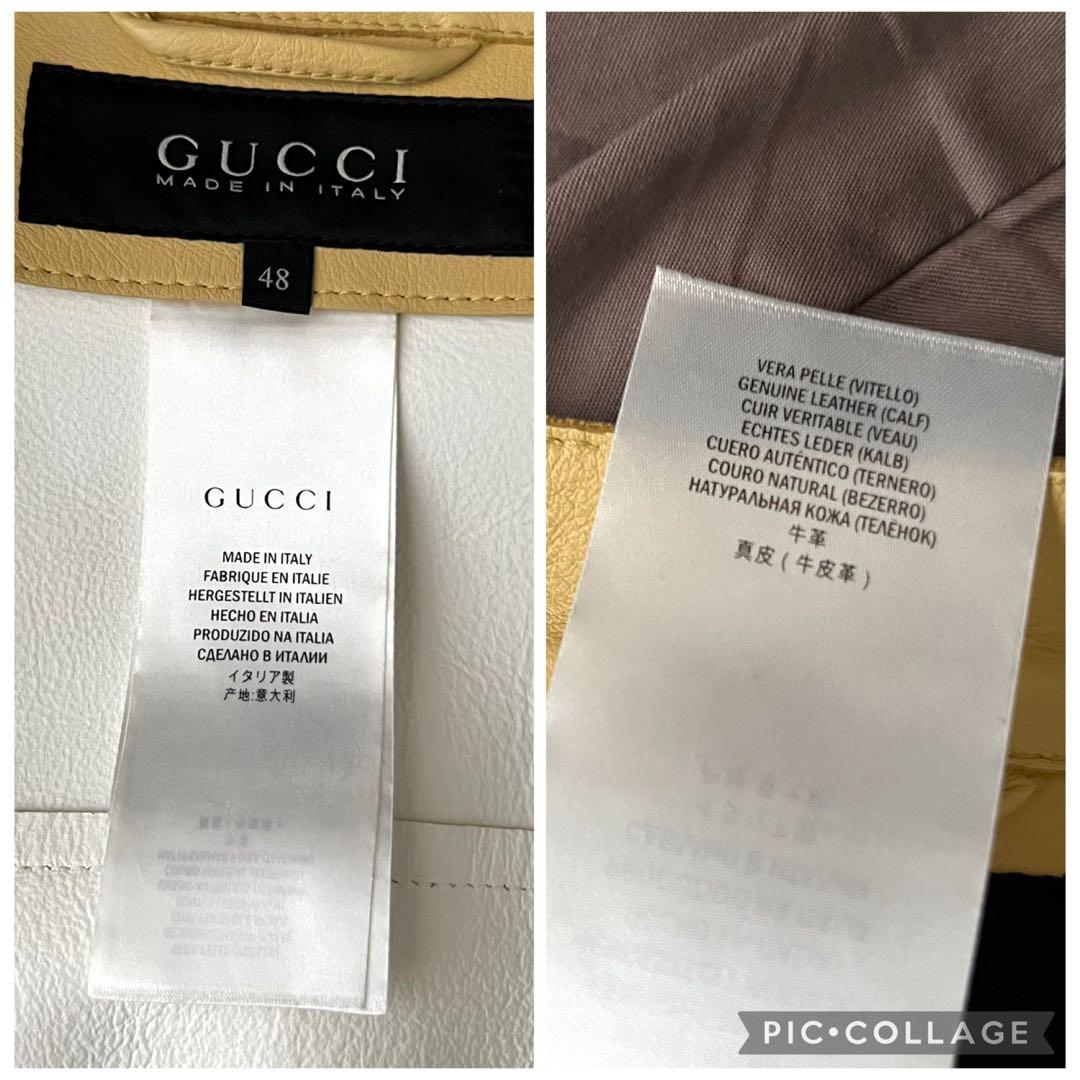 GUCCI
MADE IN ITALY
48
GUCCI
MADE IN ITALY
FABRIQUE EN ITALIE
HERGESTELLT IN ITALIEN
HECHO EN ITALIA
PRODUZIDO NA ITALIA
СДЕЛАНО В ИТАЛИИ
イタリア製
产地:意大利
VERA PELLE (VITELLO)
GENUINE LEATHER (CALF)
CUIR VERITABLE (VEAU)
ECHTES LEDER (KALB)
CUERO AUTÉNTICO (TERNERO)
COURO NATURAL (BEZERRO)
НАТУРАЛЬНАЯ КОЖА (ТЕЛЕНОК)
牛革
真皮 ( 牛皮革 )
PIC•COLLAGE